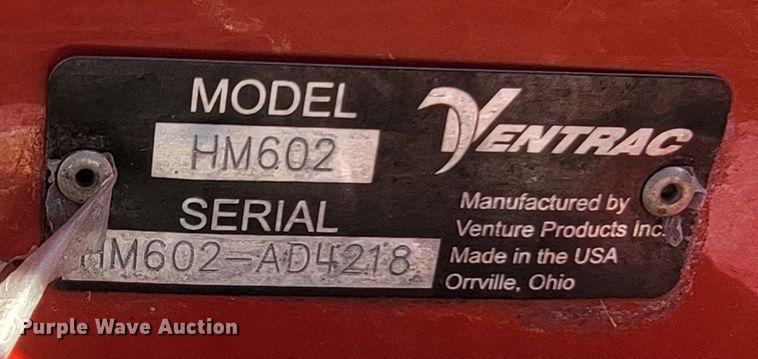 MODEL
HM602
SERIAL
HM602-AD4218
VENTRAC
Manufactured by
Venture Products Inc.
Made in the USA
Orrville, Ohio
Purple Wave Auction